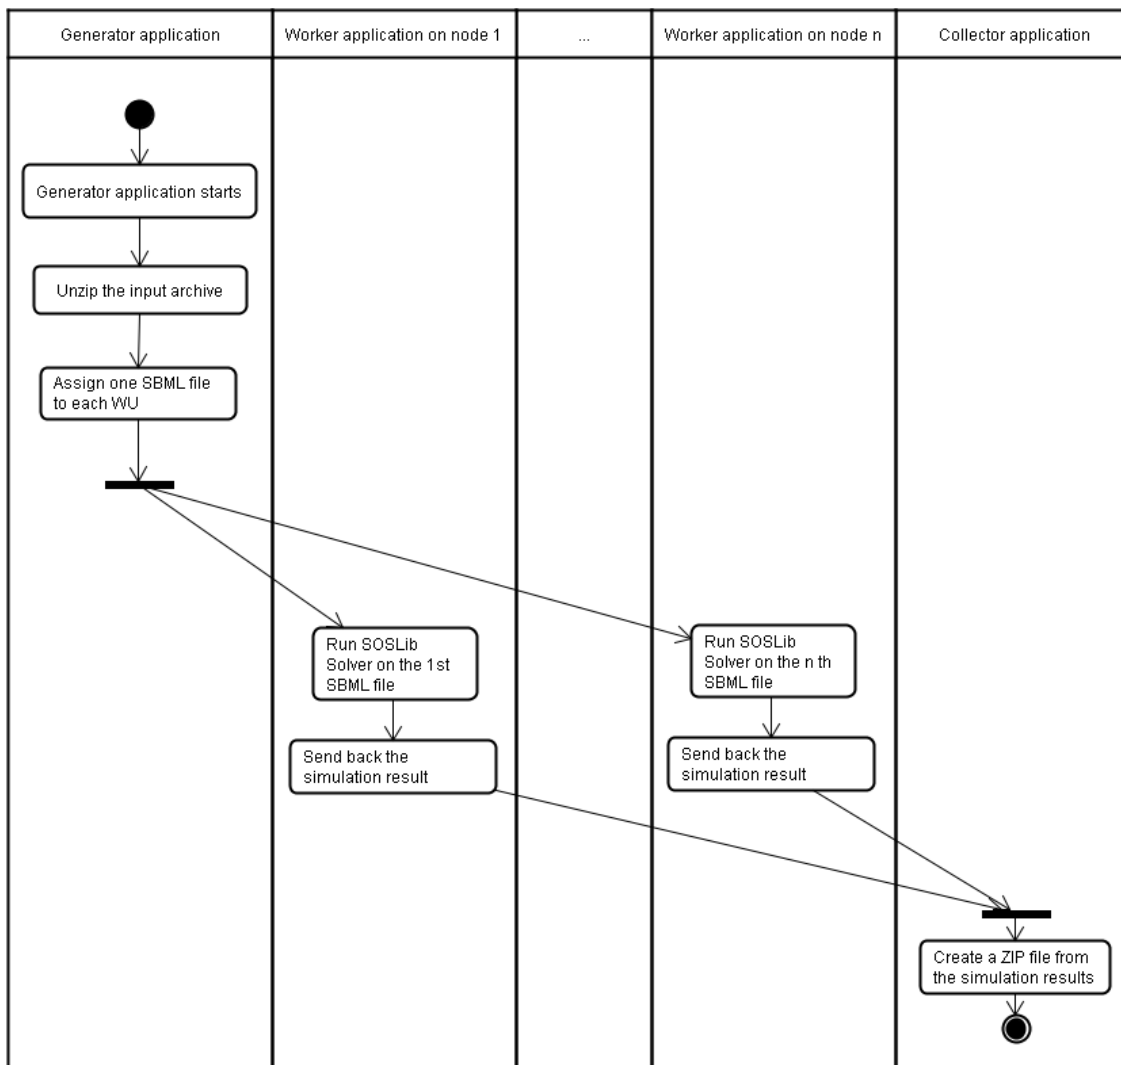 Generator application
Worker application on node 1
...
Worker application on node n
Collector application
Generator application starts
Unzip the input archive
Assign one SBML file
to each WU
Run SOSLib
Solver on the 1st
SBML file
Run SOSLib
Solver on the n th
SBML file
Send back the
simulation result
Send back the
simulation result
Create a ZIP file from
the simulation results